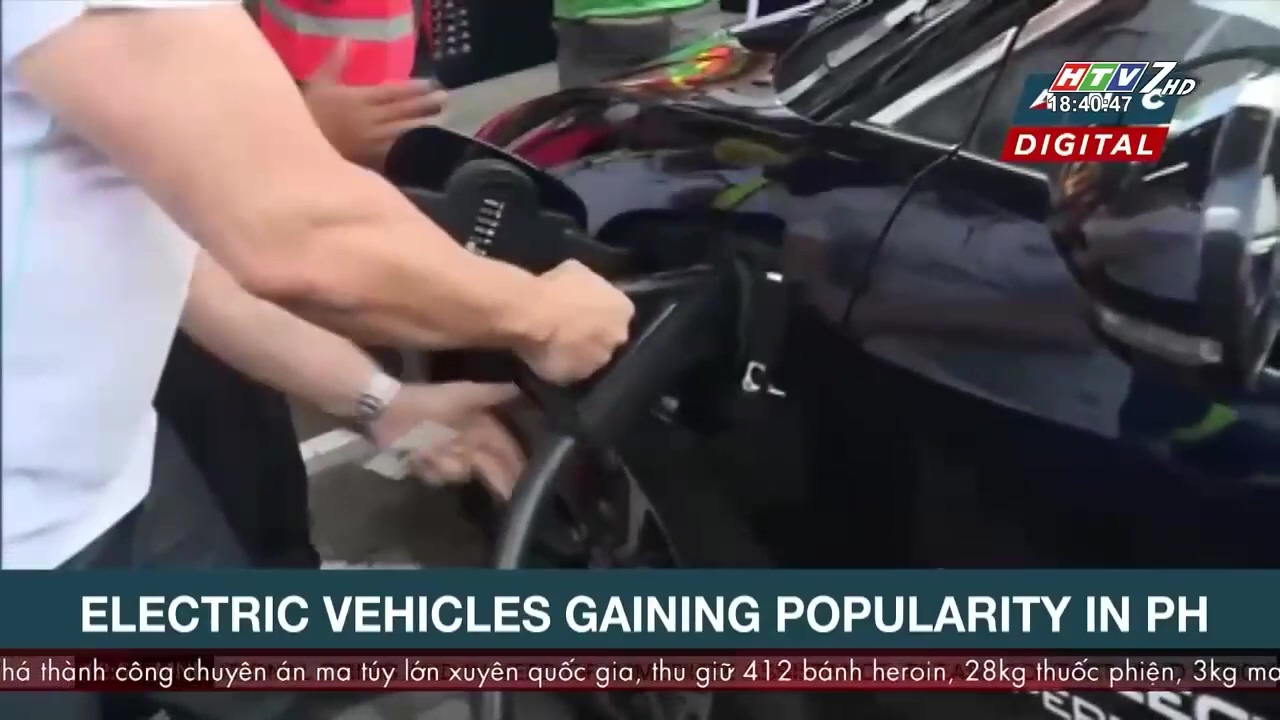 HTV7 HD
18:40:47
DIGITAL
ELECTRIC VEHICLES GAINING POPULARITY IN PH
há thành công chuyên án ma túy lớn xuyên quốc gia, thu giữ 412 bánh heroin, 28kg thuốc phiện, 3kg ma